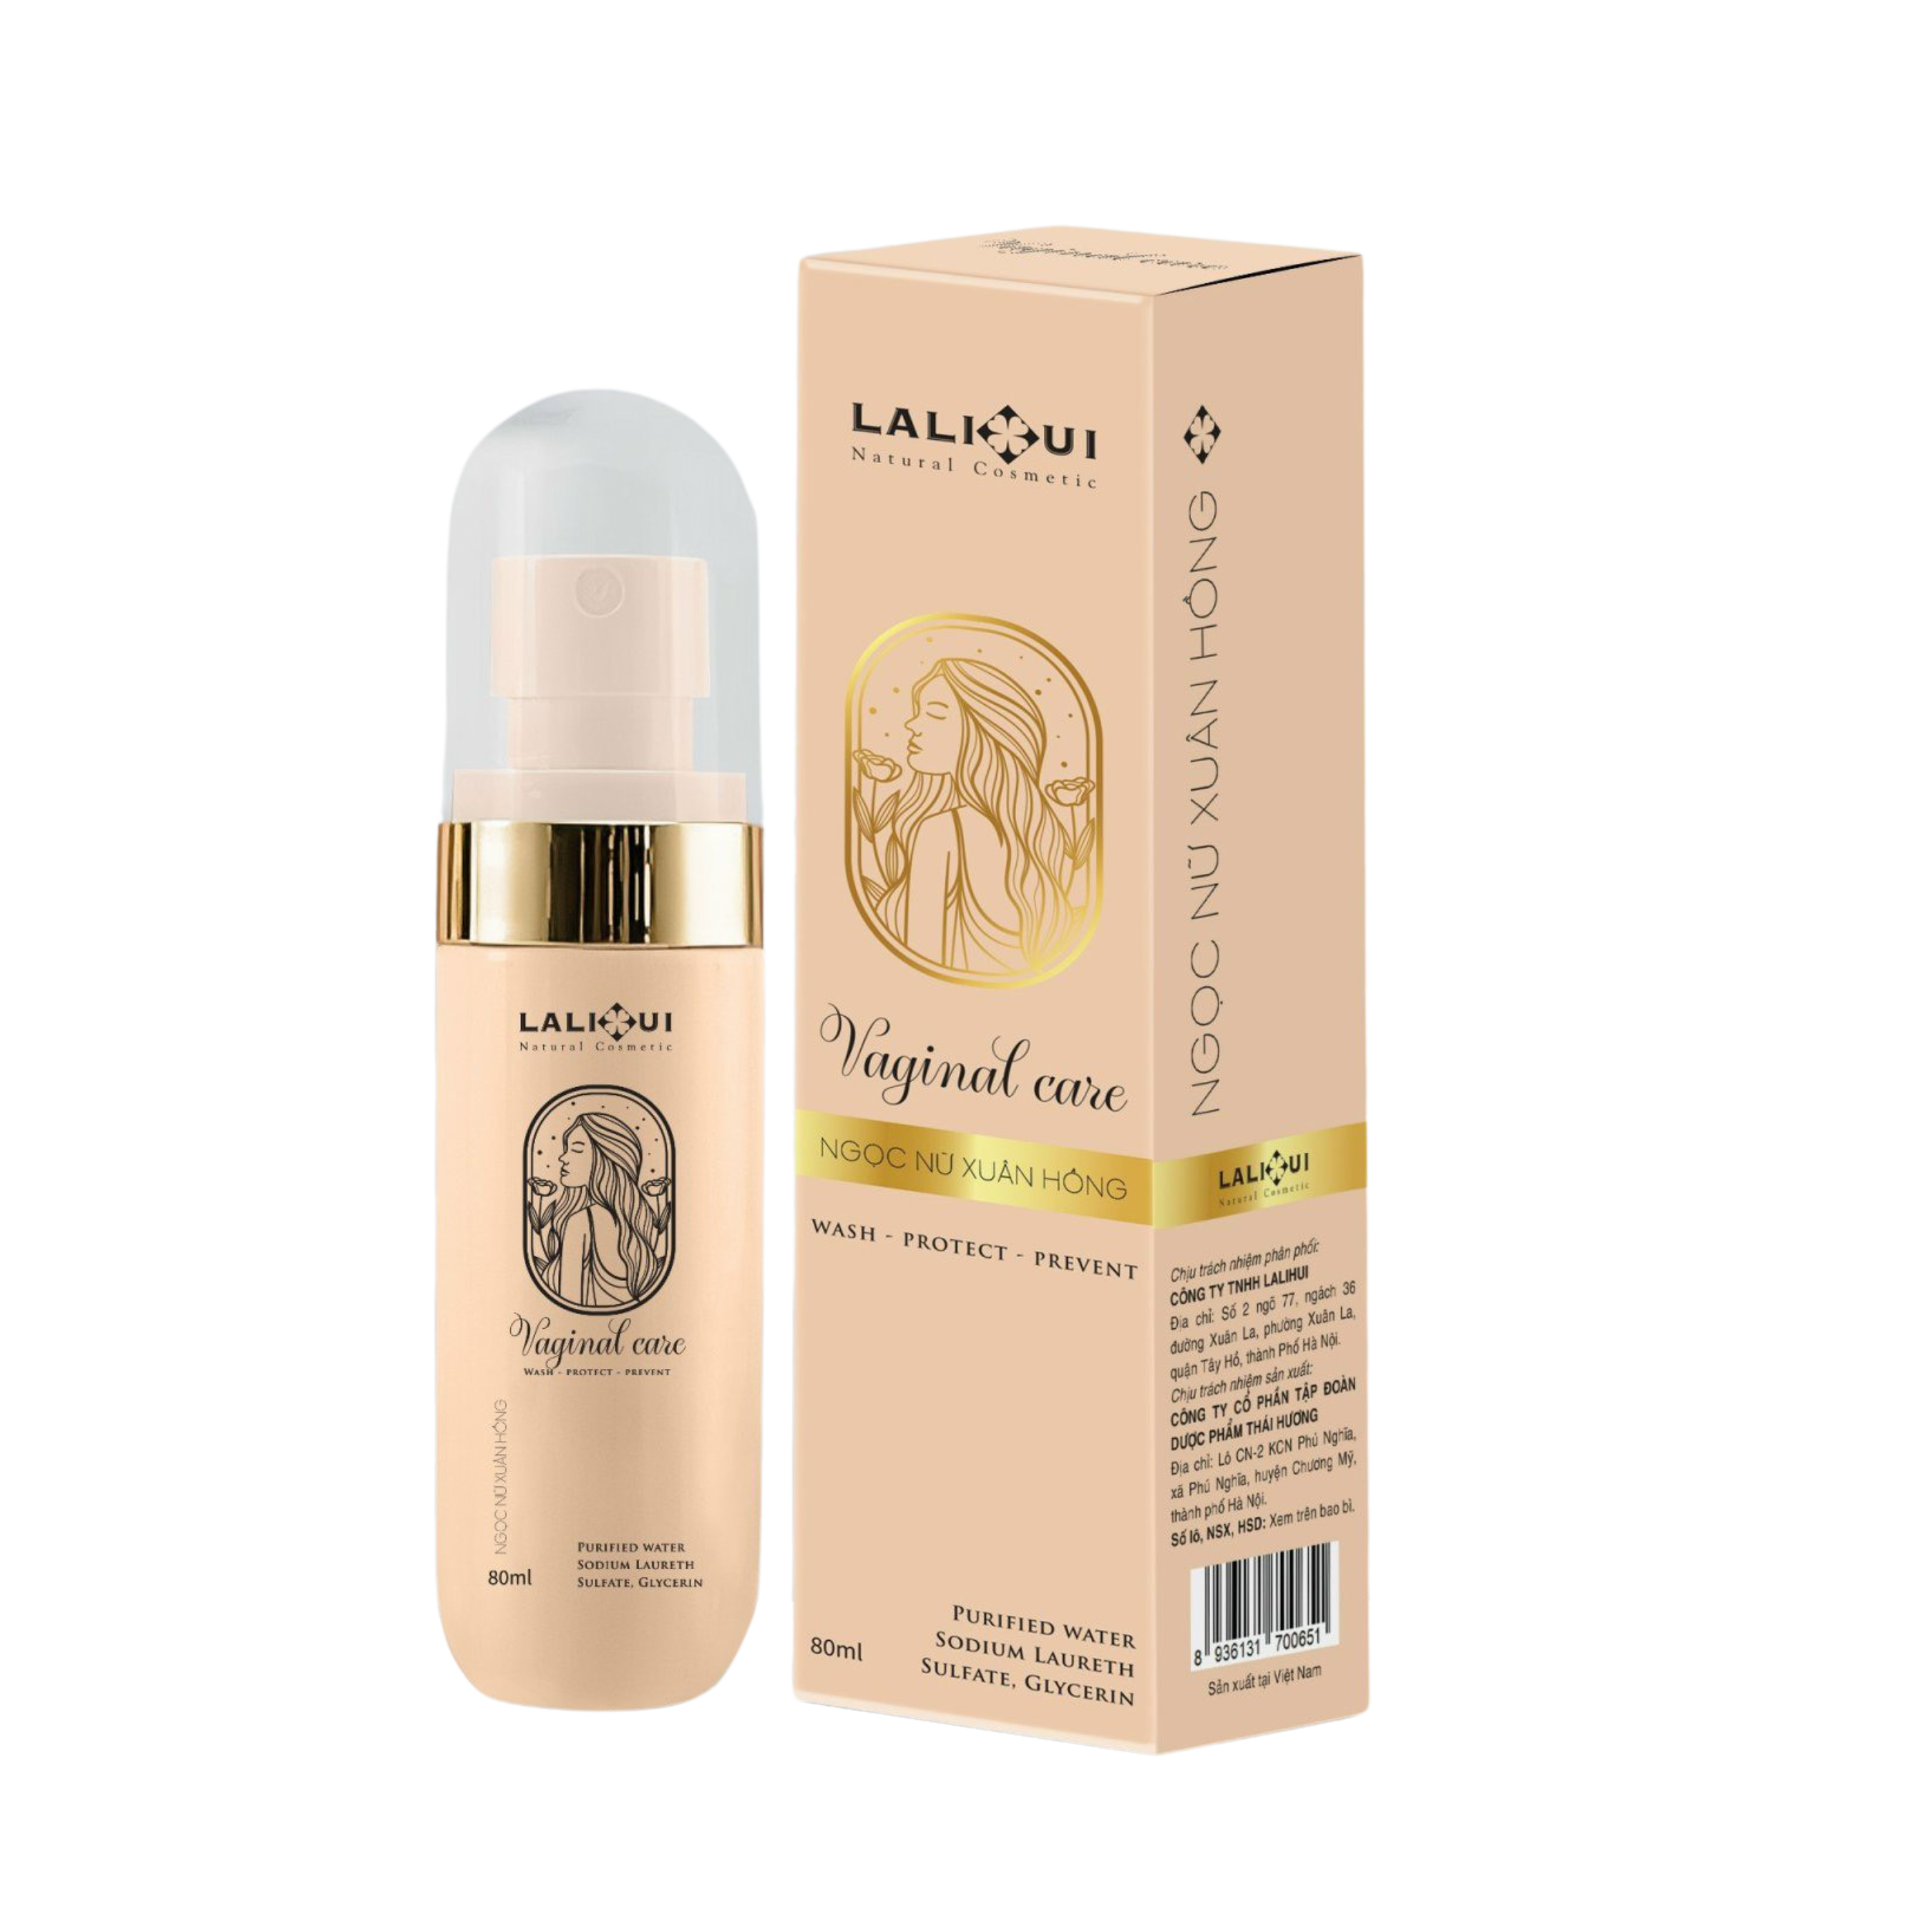 LALIHUI
Natural Cosmetic
Vaginal care
WASH - PROTECT - PREVENT
NGỌC NỮ XUÂN HỒNG
80ml
PURIFIED WATER
SODIUM LAURETH
SULFATE, GLYCERIN
Vaginal care
LALIHUI
Natural Cosmetic
Vaginal care
NGỌC NỮ XUÂN HỒNG
WASH - PROTECT - PREVENT
80ml
PURIFIED WATER
SODIUM LAURETH
SULFATE, GLYCERIN
NGỌC NỮ XUÂN HỒNG
LALIHUI
Natural Cosmetic
Chịu trách nhiệm phân phối:
CÔNG TY TNHH LALIHUI
Địa chỉ: Số 2 ngõ 77, ngách 36
đường Xuân La, phường Xuân La,
quận Tây Hồ, thành Phố Hà Nội.
Chịu trách nhiệm sản xuất:
CÔNG TY CỔ PHẦN TẬP ĐOÀN
DƯỢC PHẨM THÁI HƯƠNG
Địa chỉ: Lô CN-2 KCN Phú Nghĩa,
xã Phú Nghĩa, huyện Chương Mỹ,
thành phố Hà Nội.
Số lô, NSX, HSD: Xem trên bao bì.
8 936131 700651
Sản xuất tại Việt Nam